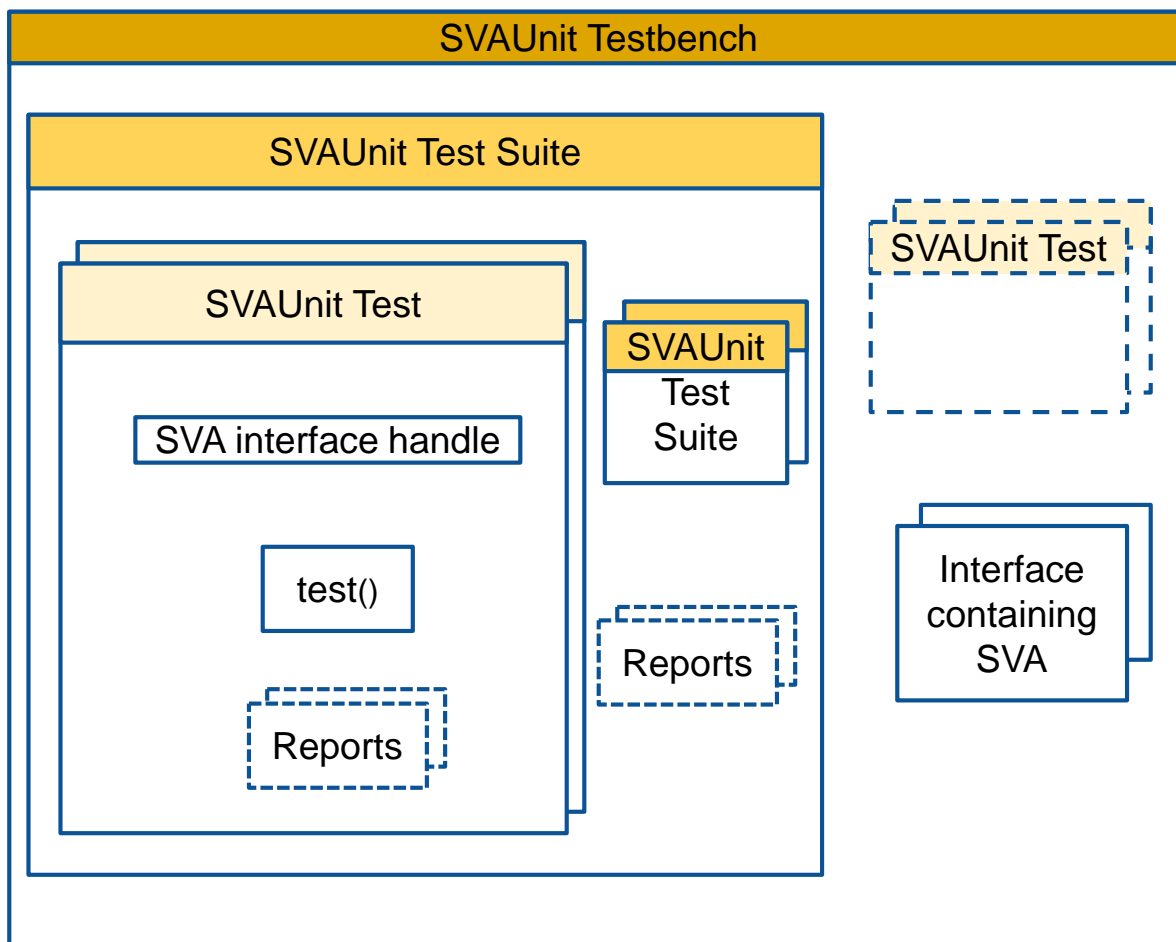 SVAUnit Testbench
SVAUnit Test Suite
SVAUnit Test
SVA interface handle
test()
Reports
SVAUnit
Test
Suite
Reports
SVAUnit Test
Interface
containing
SVA